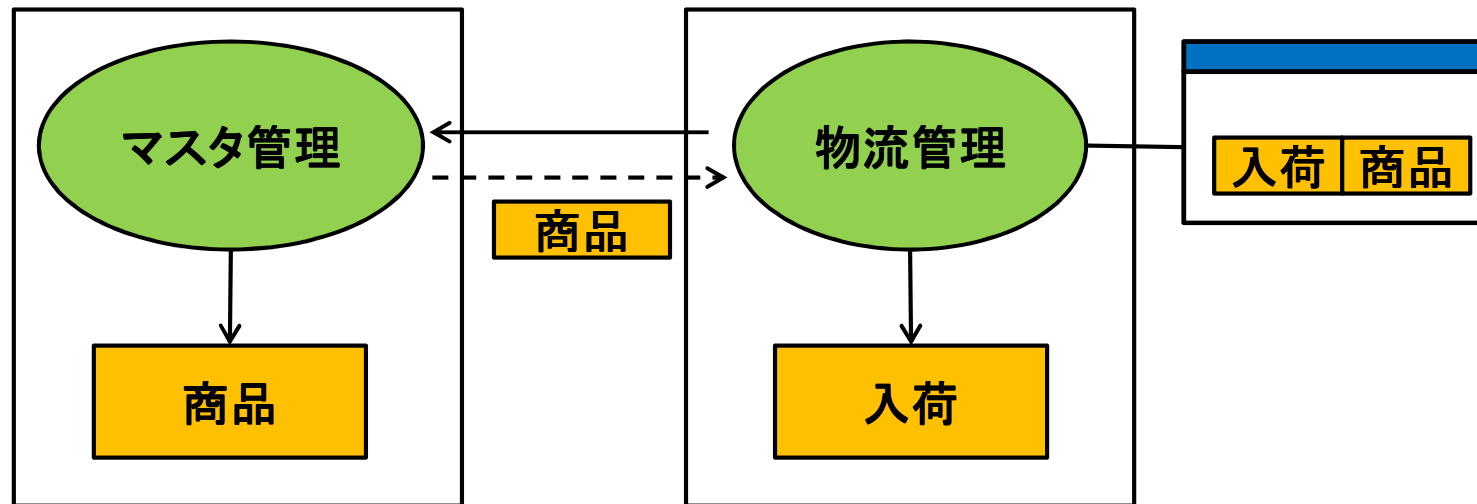 マスタ管理
物流管理
入荷 商品
商品
商品
入荷